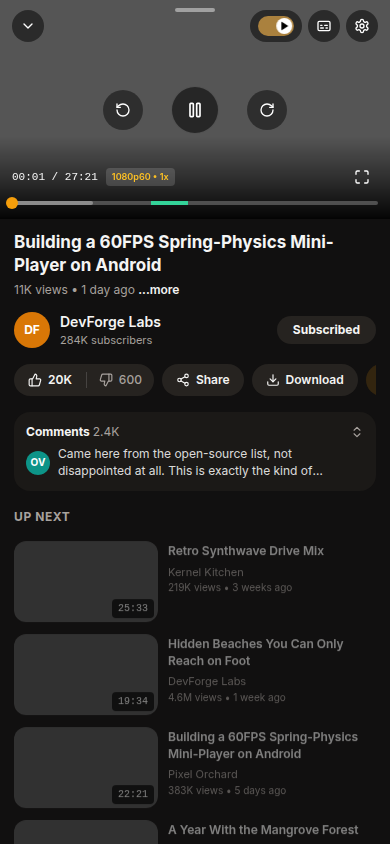 00:01 / 27:21
1080p60 • 1x
Building a 60FPS Spring-Physics Mini-
Player on Android
11K views • 1 day ago ...more
DF
DevForge Labs
284K subscribers
Subscribed
20K
600
Share
Download
Comments 2.4K
OV
Came here from the open-source list, not
disappointed at all. This is exactly the kind of...
UP NEXT
25:33
Retro Synthwave Drive Mix
Kernel Kitchen
219K views • 3 weeks ago
19:34
Hidden Beaches You Can Only
Reach on Foot
DevForge Labs
4.6M views • 1 week ago
22:21
Building a 60FPS Spring-Physics
Mini-Player on Android
Pixel Orchard
383K views • 5 days ago
A Year With the Mangrove Forest